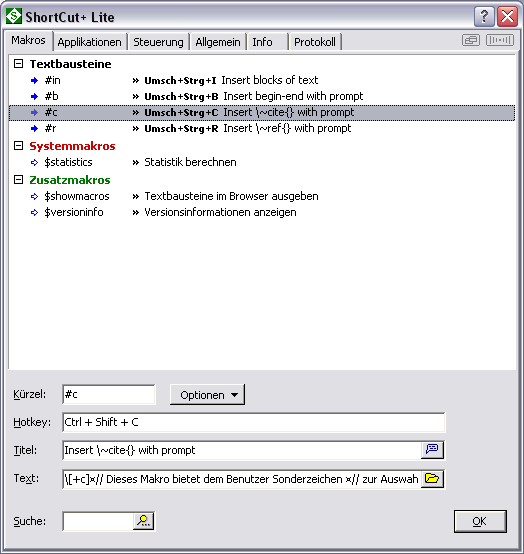 ShortCut+ Lite
Makros Applikationen Steuerung Allgemein Info Protokoll
Textbausteine
#in » Umsch+Strg+I Insert blocks of text
#b » Umsch+Strg+B Insert begin-end with prompt
#c » Umsch+Strg+C Insert \~cite{} with prompt
#r » Umsch+Strg+R Insert \~ref{} with prompt
Systemmakros
$statistics » Statistik berechnen
Zusatzmakros
$showmacros » Textbausteine im Browser ausgeben
$versioninfo » Versionsinformationen anzeigen
Kürzel: #c Optionen
Hotkey: Ctrl + Shift + C
Titel: Insert \~cite{} with prompt
Text: \[+c]×// Dieses Makro bietet dem Benutzer Sonderzeichen ×// zur Auswah
Suche: OK